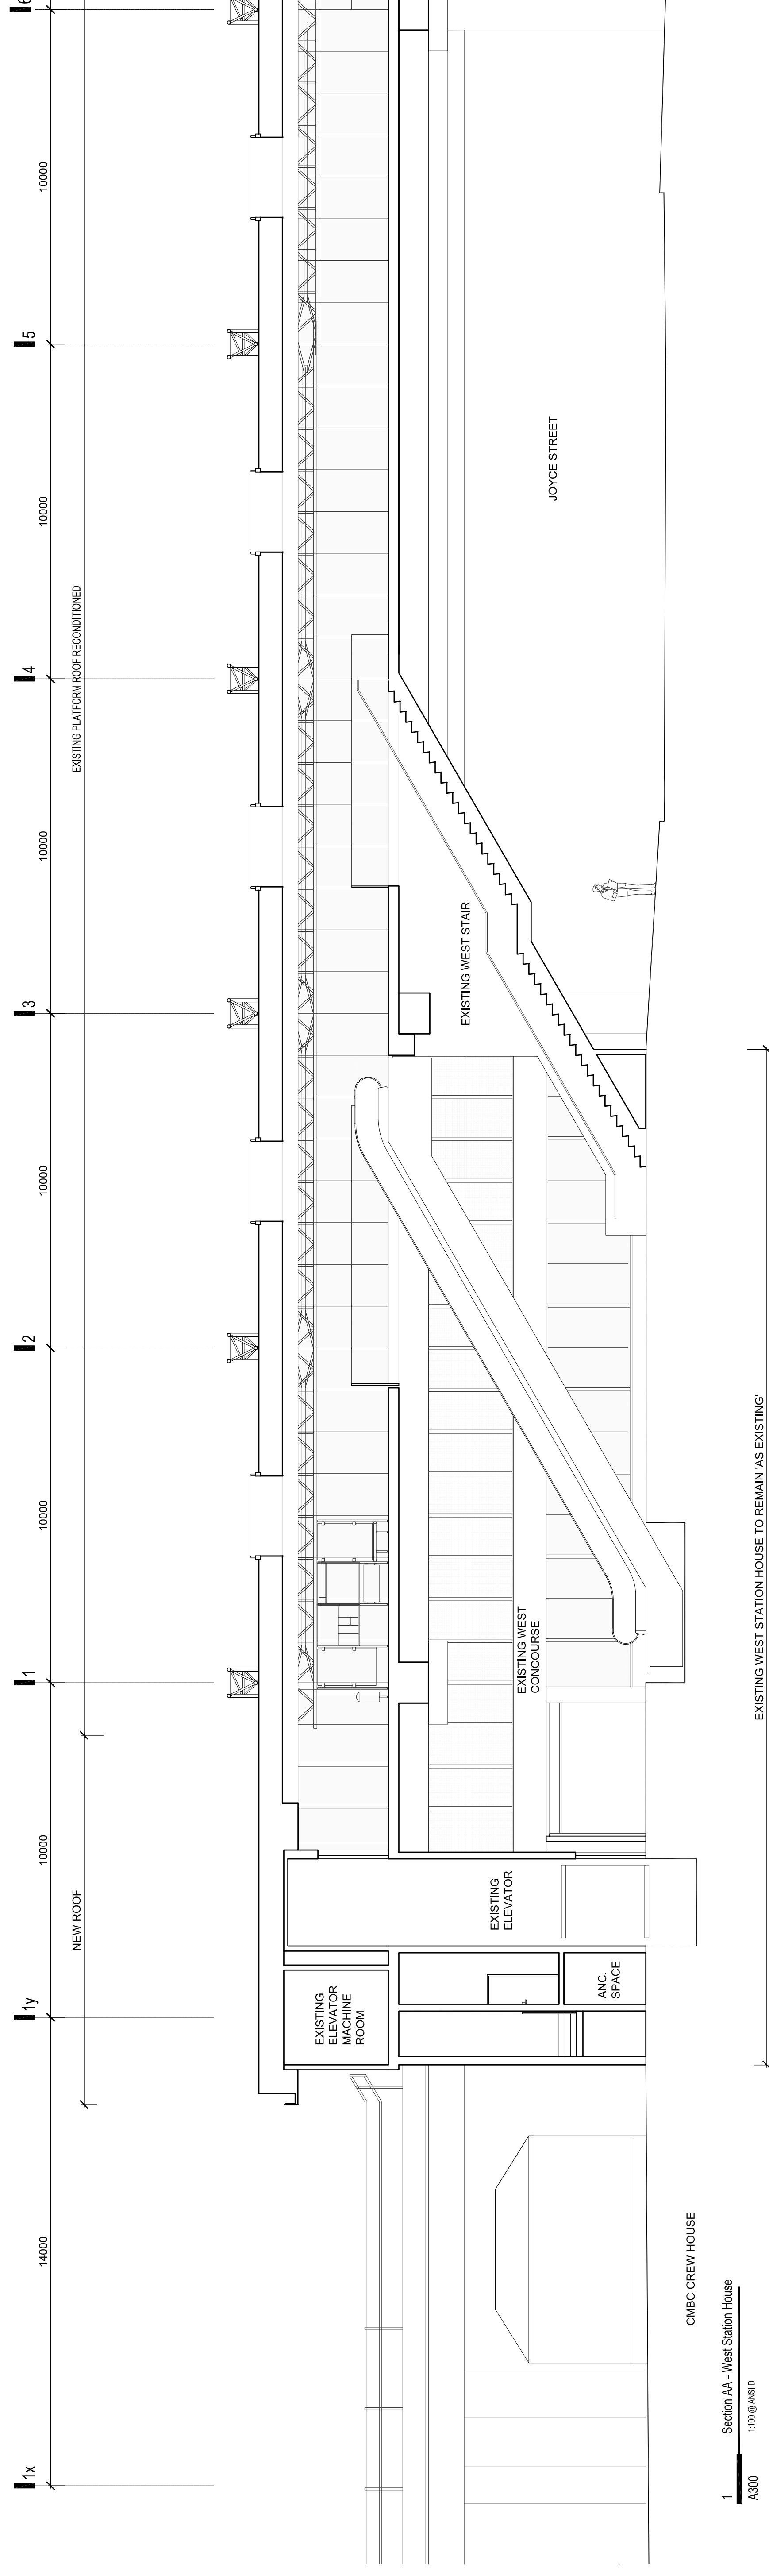 1x
1y
1
2
3
4
5
6
14000
10000
10000
10000
10000
10000
10000
NEW ROOF
EXISTING PLATFORM ROOF RECONDITIONED
EXISTING
ELEVATOR
MACHINE
ROOM
EXISTING
ELEVATOR
ANC.
SPACE
EXISTING WEST
CONCOURSE
EXISTING WEST STAIR
JOYCE STREET
CMBC CREW HOUSE
EXISTING WEST STATION HOUSE TO REMAIN 'AS EXISTING'
1
Section AA - West Station House
A300
1:100 @ ANSI D